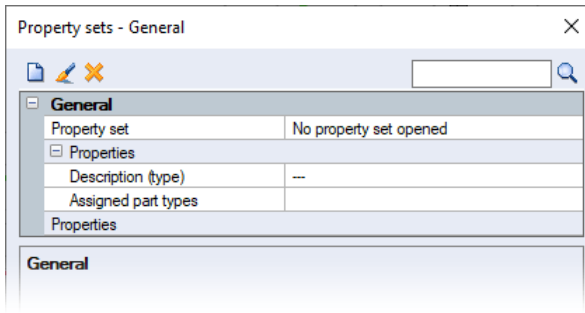 Property sets - General
General
Property set No property set opened
Properties
Description (type) ---
Assigned part types
Properties
General